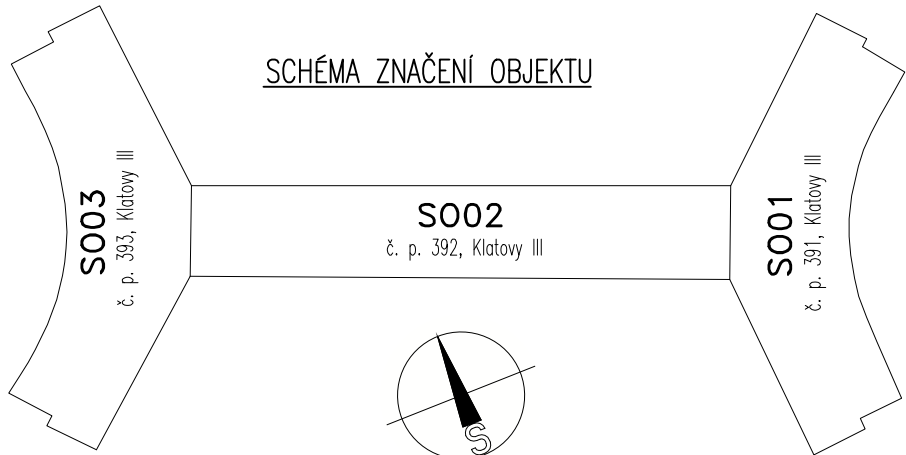 SCHÉMA ZNAČENÍ OBJEKTU
SO03
č. p. 393, Klatovy III
SO02
č. p. 392, Klatovy III
SO01
č. p. 391, Klatovy III
S